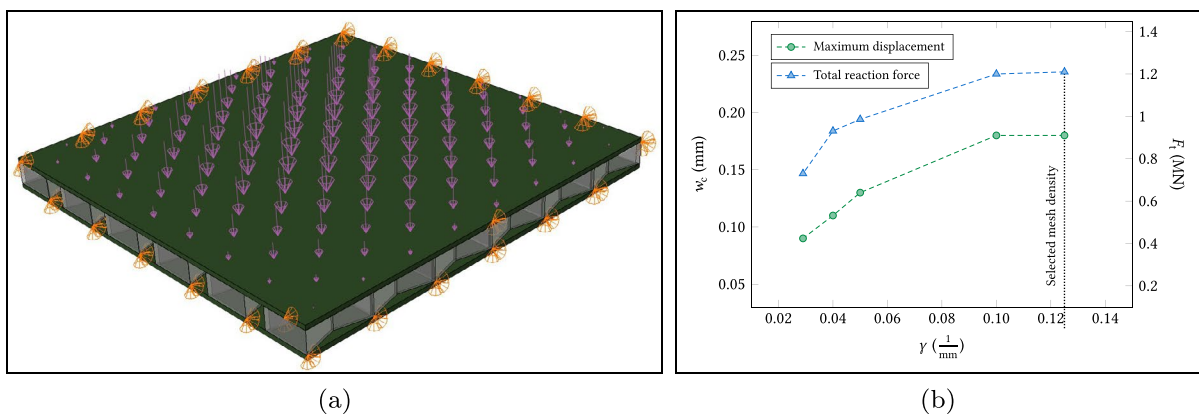 Maximum displacement
Total reaction force
0.25
0.20
0.15
0.10
0.05
w_c (mm)
1.4
1.2
1
0.8
0.6
0.4
0.2
F_t (MN)
Selected mesh density
0.02 0.04 0.06 0.08 0.10 0.12 0.14
γ (1/mm)
(a) (b)